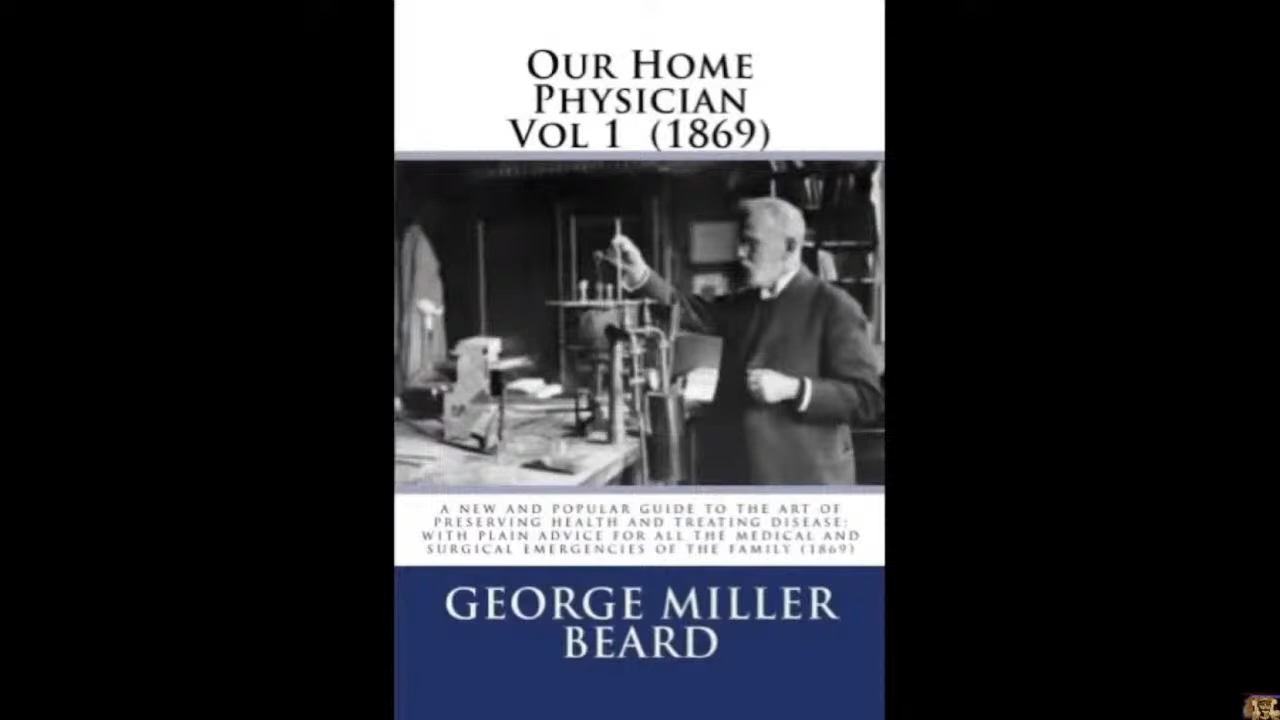 OUR HOME
PHYSICIAN
VOL 1 (1869)
A NEW AND POPULAR GUIDE TO THE ART OF
PRESERVING HEALTH AND TREATING DISEASE;
WITH PLAIN ADVICE FOR ALL THE MEDICAL AND
SURGICAL EMERGENCIES OF THE FAMILY (1869)
GEORGE MILLER
BEARD